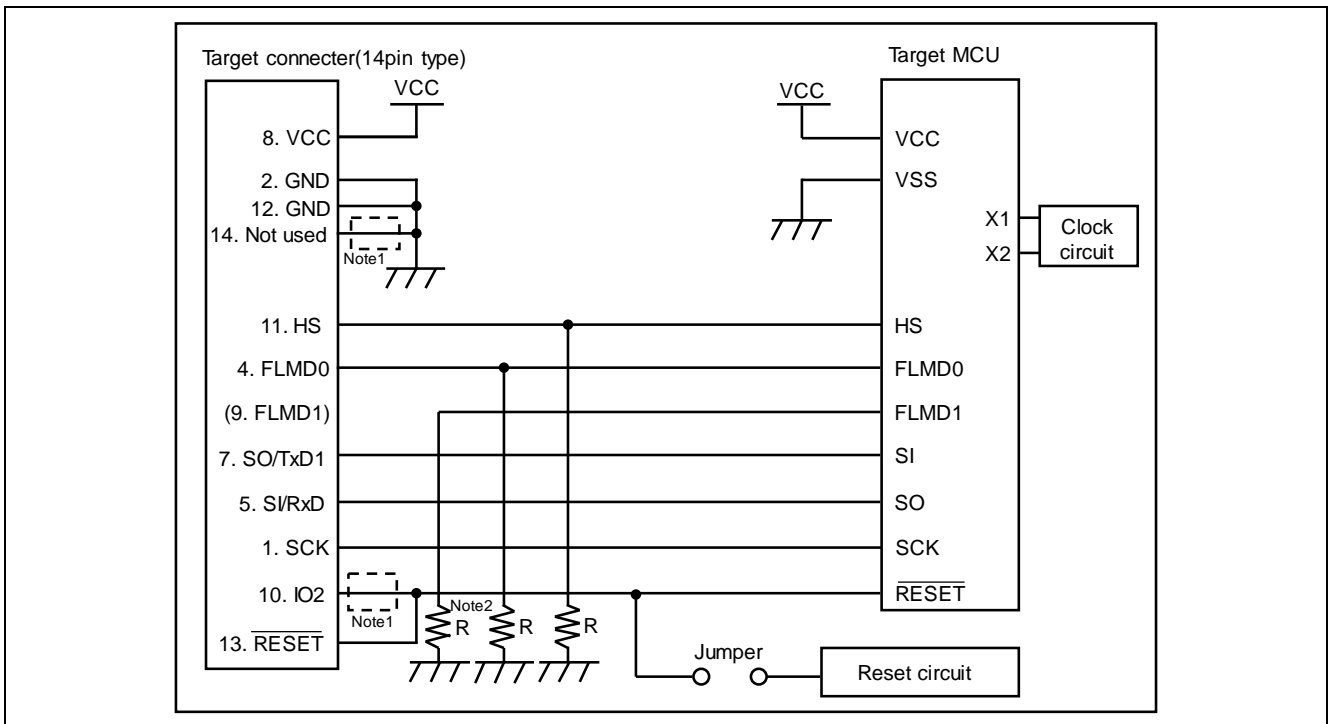 Target connecter(14pin type)
VCC
8. VCC
2. GND
12. GND
14. Not used
Note1
11. HS
4. FLMD0
(9. FLMD1)
7. SO/TxD1
5. SI/RxD
1. SCK
10. IO2
Note1
13. RESET
Note2
R
R
R
Jumper
Reset circuit
Target MCU
VCC
VCC
VSS
X1
X2
Clock
circuit
HS
FLMD0
FLMD1
SI
SO
SCK
RESET